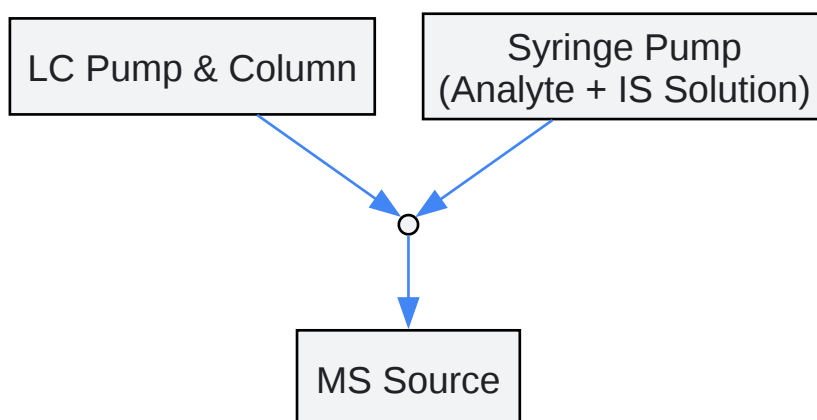 LC Pump & Column
Syringe Pump
(Analyte + IS Solution)
MS Source